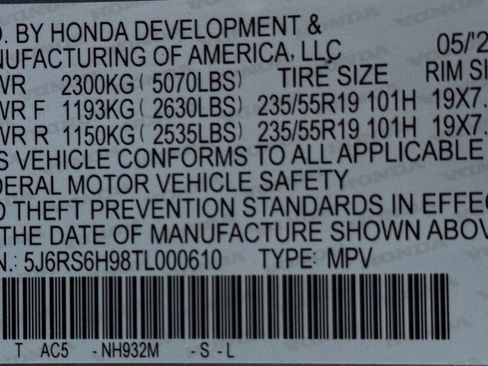 D. BY HONDA DEVELOPMENT &
NUFACTURING OF AMERICA, LLC 05/'2
WR 2300KG (5070LBS) TIRE SIZE RIM SI
WR F 1193KG (2630LBS) 235/55R19 101H 19X7.
WR R 1150KG (2535LBS) 235/55R19 101H 19X7.
S VEHICLE CONFORMS TO ALL APPLICABLE
DERAL MOTOR VEHICLE SAFETY
D THEFT PREVENTION STANDARDS IN EFFEC
THE DATE OF MANUFACTURE SHOWN ABOV
N.: 5J6RS6H98TL000610 TYPE: MPV
T AC5 -NH932M -S-L